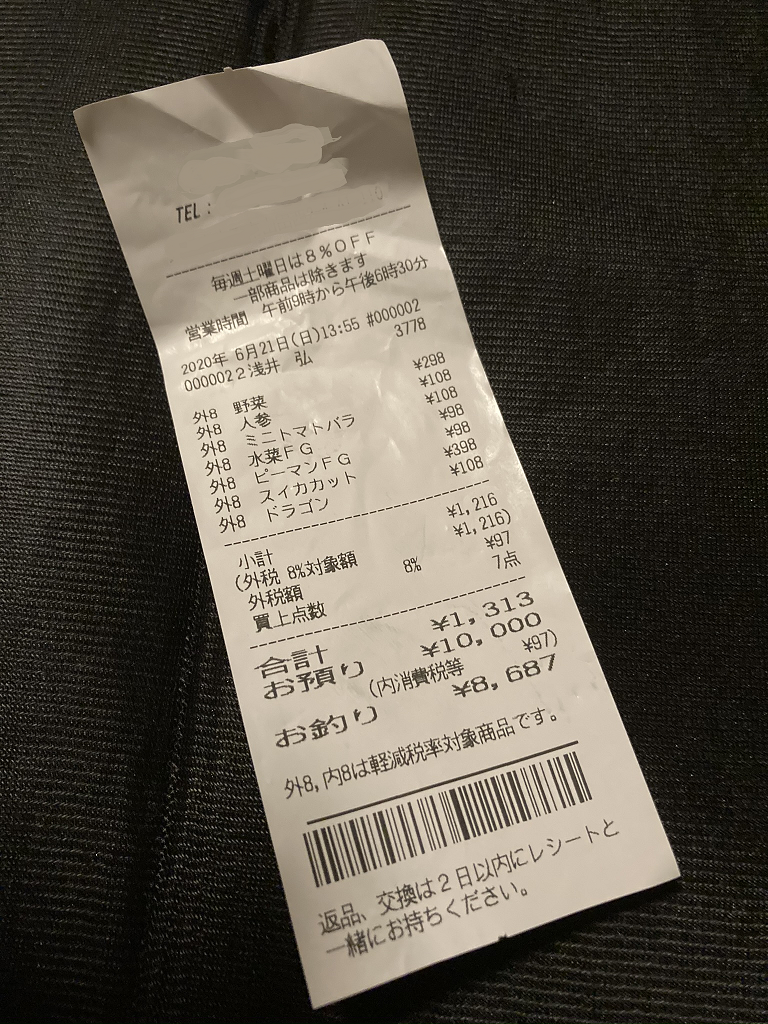 TEL :
毎週土曜日は8%OFF
一部商品は除きます
営業時間 午前9時から午後6時30分
2020年 6月21日(日)13:55 #000002
0000022浅井 弘 3778
外8 野菜 ¥298
外8 人参 ¥108
外8 ミニトマトバラ ¥108
外8 水菜FG ¥98
外8 ピーマンFG ¥98
外8 スイカカット ¥398
外8 ドラゴン ¥108
小計 ¥1,216
(外税 8%対象額 ¥1,216)
外税額 8% ¥97
買上点数 7点
合計 ¥1,313
お預り ¥10,000
(内消費税等 ¥97)
お釣り ¥8,687
外8,内8は軽減税率対象商品です。
返品、交換は2日以内にレシートと
一緒にお持ちください。